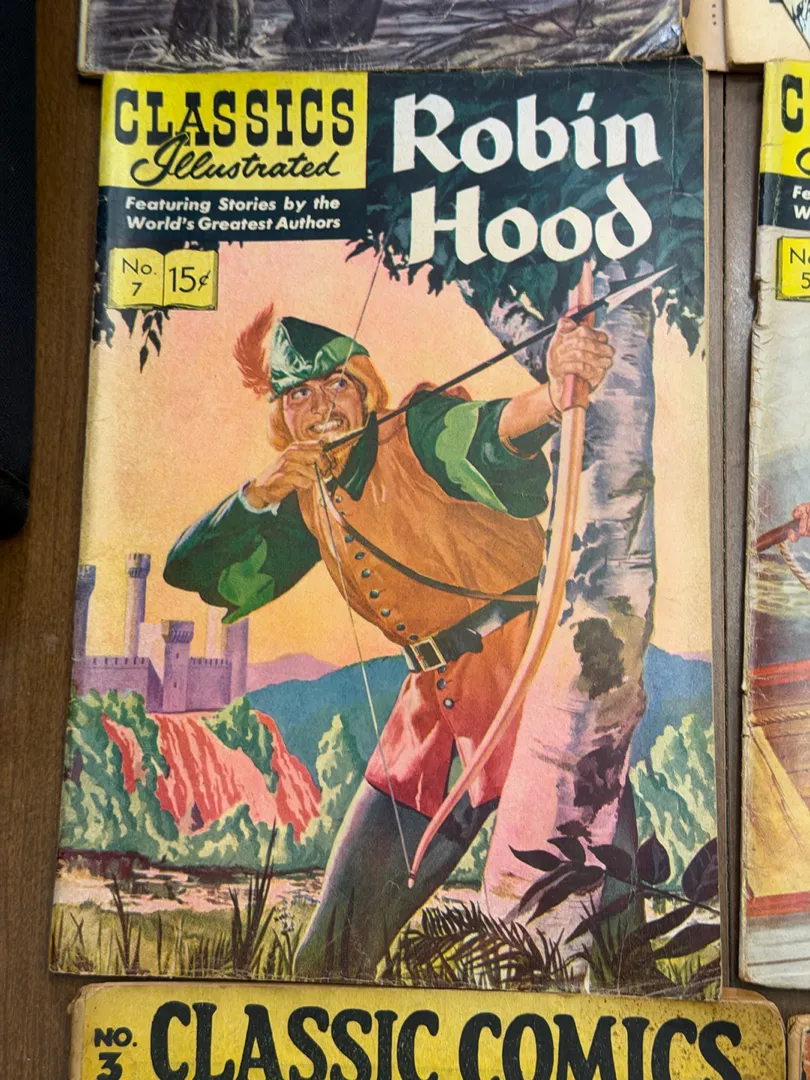 CLASSICS
Illustrated
Featuring Stories by the
World's Greatest Authors
No.
7
15¢
Robin
Hood
NO.
3
CLASSIC COMICS